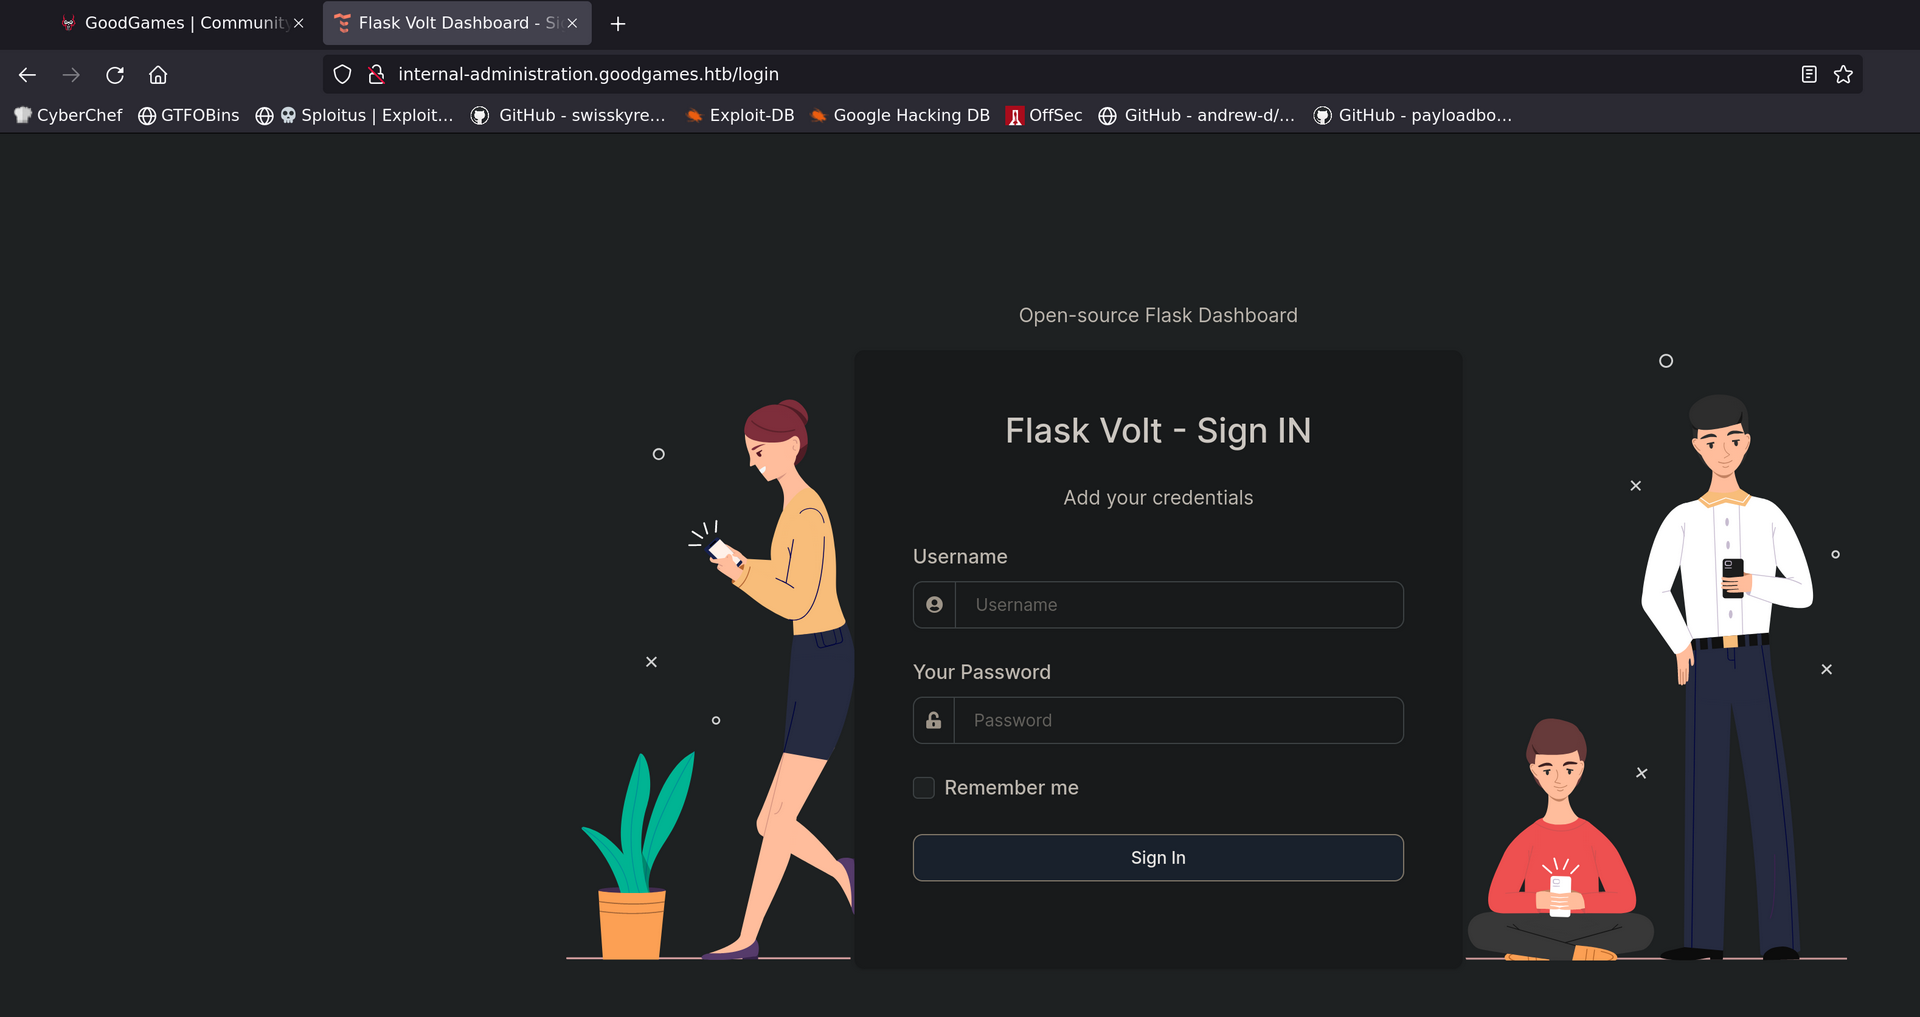 GoodGames | Community
Flask Volt Dashboard - Si
internal-administration.goodgames.htb/login
CyberChef GTFOBins Sploitus | Exploit... GitHub - swisskyre... Exploit-DB Google Hacking DB OffSec GitHub - andrew-d/... GitHub - payloadbo...
Open-source Flask Dashboard
Flask Volt - Sign IN
Add your credentials
Username
Username
Your Password
Password
Remember me
Sign In